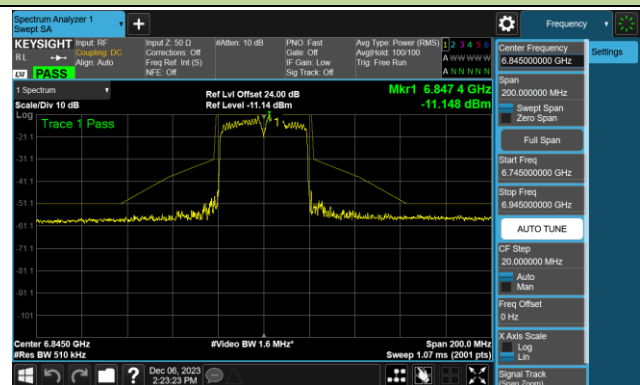 Spectrum Analyzer 1
Swept SA
Frequency
KEYSIGHT
Input: RF
Input Z: 50 Ω
#Atten: 10 dB
PNO: Fast
Avg Type: Power (RMS)
1 2 3 4 5 6
RL
Coupling: DC
Corrections: Off
Gate: Off
Avg|Hold: 100/100
A W W W W W
Align: Auto
Freq Ref: Int (S)
IF Gain: Low
Trig: Free Run
LXI
PASS
NFE: Off
Sig Track: Off
A N N N N N
Center Frequency
6.845000000 GHz
Settings
Span
200.000000 MHz
Swept Span
Zero Span
Full Span
Start Freq
6.745000000 GHz
Stop Freq
6.945000000 GHz
AUTO TUNE
CF Step
20.000000 MHz
Auto
Man
Freq Offset
0 Hz
X Axis Scale
Log
Lin
Signal Track
(Span Zoom)
1 Spectrum
Ref Lvl Offset 24.00 dB
Mkr1 6.847 4 GHz
Scale/Div 10 dB
Ref Level -11.14 dBm
-11.148 dBm
Log
Trace 1 Pass
1
-21.1
-31.1
-41.1
-51.1
-61.1
-71.1
-81.1
-91.1
-101
Center 6.8450 GHz
#Video BW 1.6 MHz*
Span 200.0 MHz
#Res BW 510 kHz
Sweep 1.07 ms (2001 pts)
Dec 06, 2023
2:23:23 PM